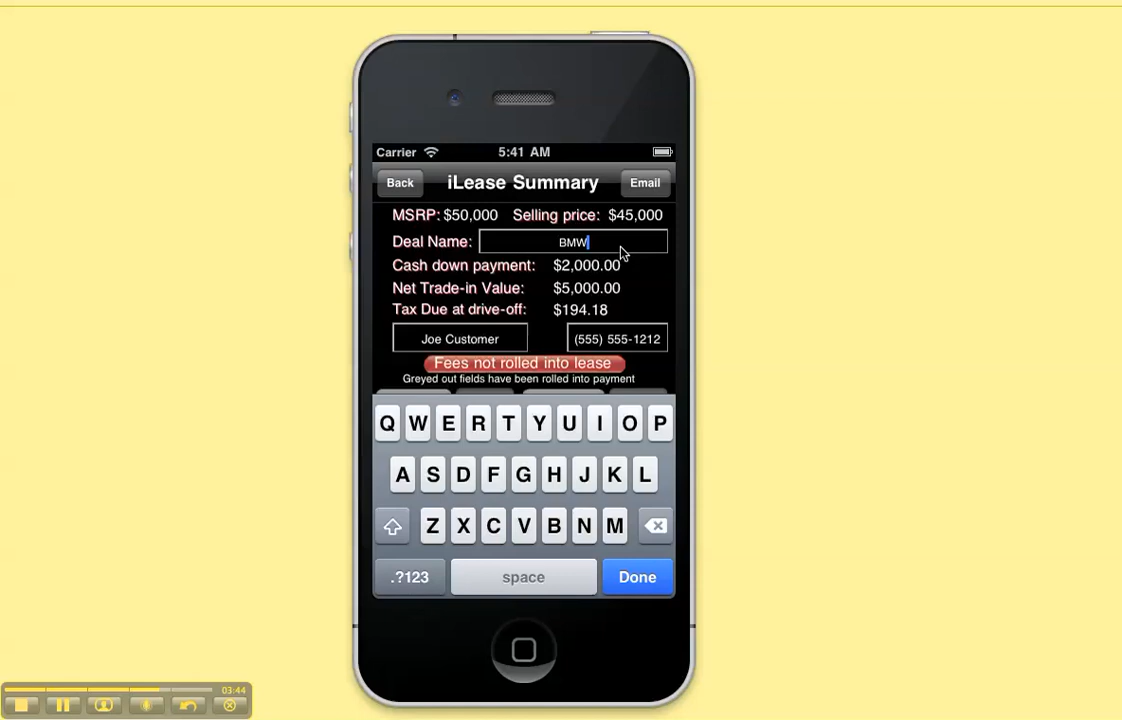 Carrier 5:41 AM
Back iLease Summary Email
MSRP: $50,000 Selling price: $45,000
Deal Name: BMW
Cash down payment: $2,000.00
Net Trade-in Value: $5,000.00
Tax Due at drive-off: $194.18
Joe Customer (555) 555-1212
Fees not rolled into lease
Greyed out fields have been rolled into payment
Q W E R T Y U I O P
A S D F G H J K L
Z X C V B N M
.?123 space Done
03:44